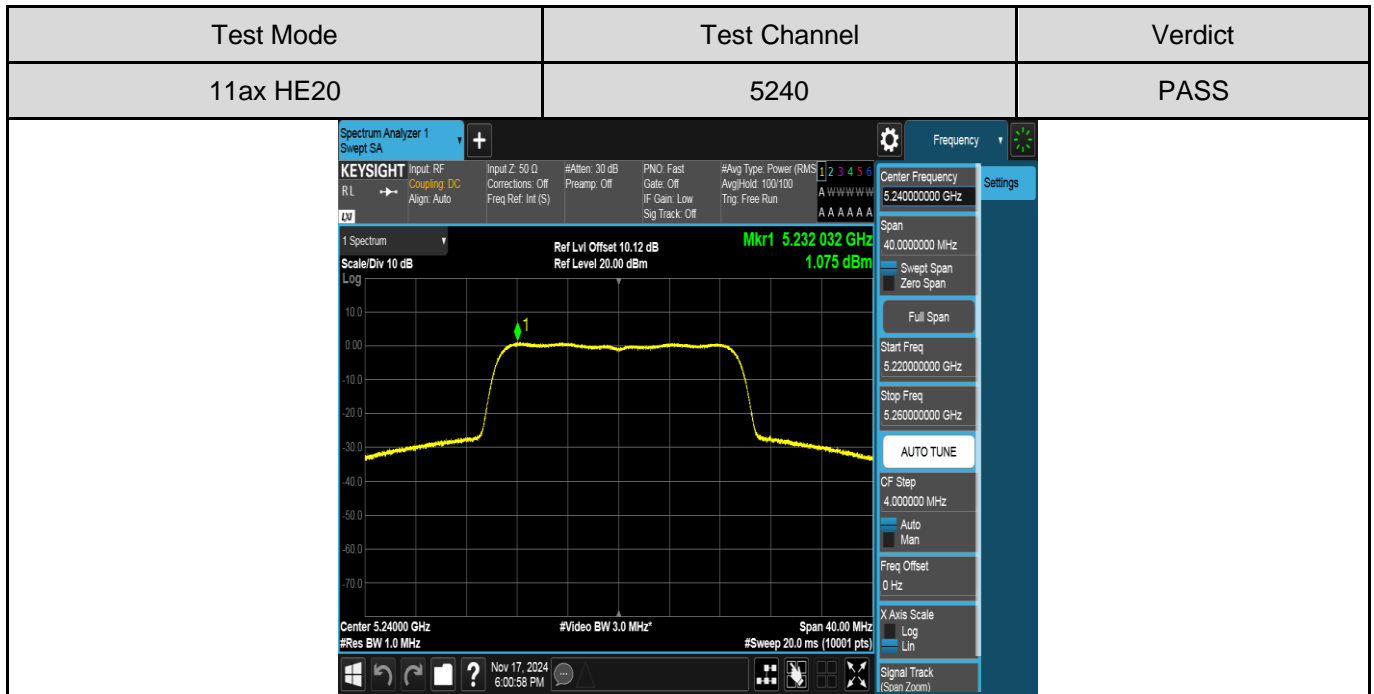 Test Mode Test Channel Verdict
11ax HE20 5240 PASS
Spectrum Analyzer 1
Swept SA
+
Frequency
KEYSIGHT
RL
LXI
Input: RF
Coupling: DC
Align: Auto
Input Z: 50 Ω
Corrections: Off
Freq Ref: Int (S)
#Atten: 30 dB
Preamp: Off
PNO: Fast
Gate: Off
IF Gain: Low
Sig Track: Off
#Avg Type: Power (RMS
Avg|Hold: 100/100
Trig: Free Run
1 2 3 4 5 6
A W W W W W
A A A A A A
1 Spectrum
Scale/Div 10 dB
Log
Ref Lvl Offset 10.12 dB
Ref Level 20.00 dBm
Mkr1 5.232 032 GHz
1.075 dBm
10.0
1
0.00
-10.0
-20.0
-30.0
-40.0
-50.0
-60.0
-70.0
Center 5.24000 GHz
#Res BW 1.0 MHz
#Video BW 3.0 MHz*
Span 40.00 MHz
#Sweep 20.0 ms (10001 pts)
?
Nov 17, 2024
6:00:58 PM
Center Frequency
5.240000000 GHz
Settings
Span
40.0000000 MHz
Swept Span
Zero Span
Full Span
Start Freq
5.220000000 GHz
Stop Freq
5.260000000 GHz
AUTO TUNE
CF Step
4.000000 MHz
Auto
Man
Freq Offset
0 Hz
X Axis Scale
Log
Lin
Signal Track
(Span Zoom)